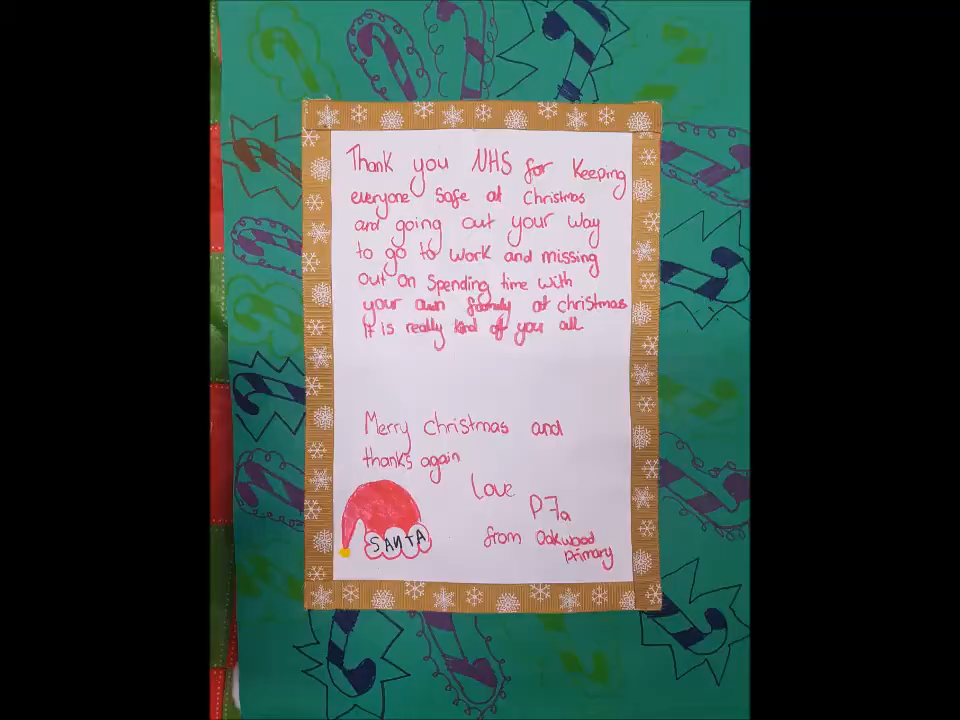 Thank you NHS for Keeping
everyone Safe at Christmas
and going out your way
to go to work and missing
out on Spending time with
your own family at christmas
It is really kind of you all
Merry christmas and
thanks again
Love
P7a
from Oakwood
primary
SANTA